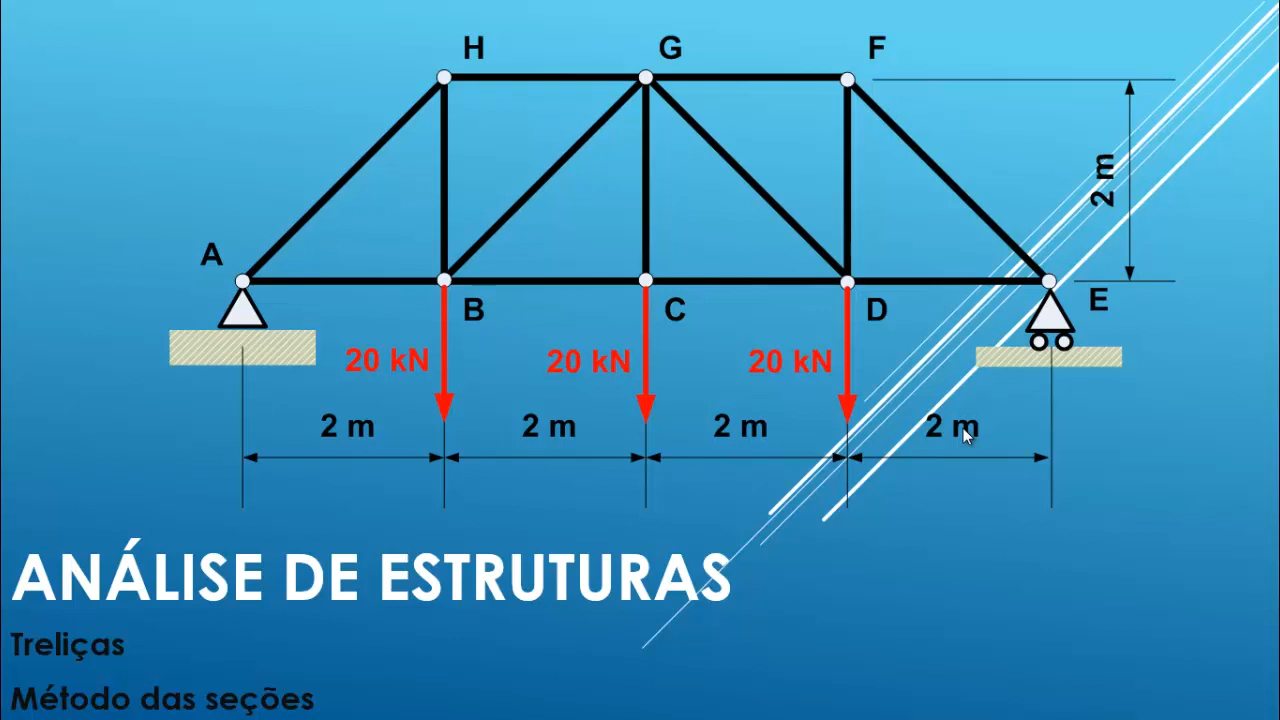 H G F
2 m
A
B C D E
20 kN 20 kN 20 kN
2 m 2 m 2 m 2 m
ANÁLISE DE ESTRUTURAS
Treliças
Método das seções